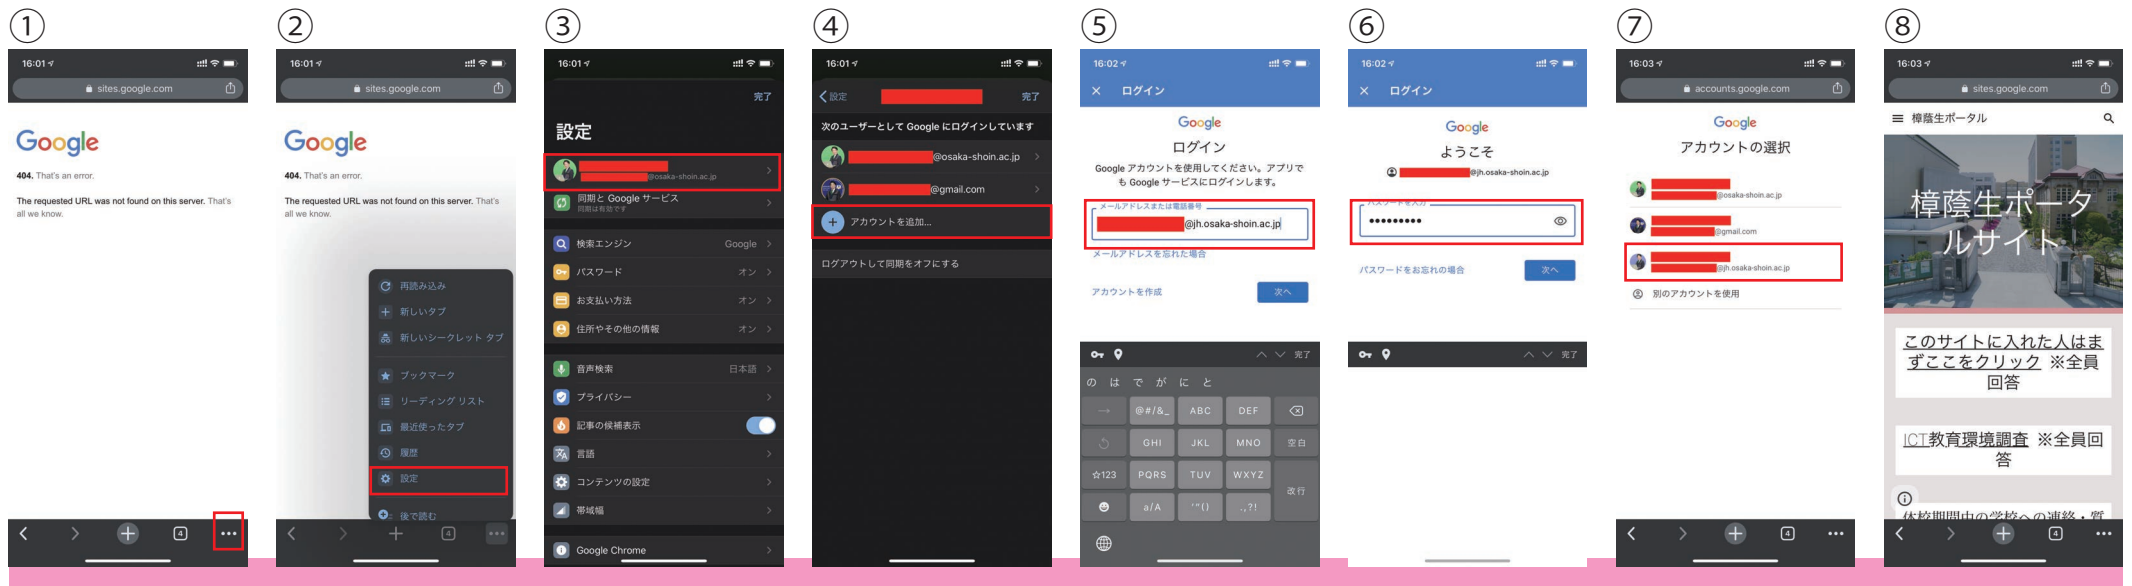 ①
16:01
sites.google.com
Google
404. That's an error.
The requested URL was not found on this server. That's
all we know.
4
②
16:01
sites.google.com
Google
404. That's an error.
The requested URL was not found on this server. That's
all we know.
再読み込み
新しいタブ
新しいシークレット タブ
ブックマーク
リーディング リスト
最近使ったタブ
履歴
設定
後で読む
4
③
16:01
完了
設定
@osaka-shoin.ac.jp
同期と Google サービス
同期は有効です
検索エンジン Google
パスワード オン
お支払い方法 オン
住所やその他の情報 オン
音声検索 日本語
プライバシー
記事の候補表示
言語
コンテンツの設定
帯域幅
Google Chrome
④
16:01
設定 完了
次のユーザーとして Google にログインしています
@osaka-shoin.ac.jp
@gmail.com
アカウントを追加...
ログアウトして同期をオフにする
⑤
16:02
× ログイン
Google
ログイン
Google アカウントを使用してください。アプリで
も Google サービスにログインします。
メールアドレスまたは電話番号
@jh.osaka-shoin.ac.jp
メールアドレスを忘れた場合
アカウントを作成 次へ
完了
の は で が に と
→ @#/&_ ABC DEF
GHI JKL MNO 空白
☆123 PQRS TUV WXYZ
改行
a/A '"() .,?!
⑥
16:02
× ログイン
Google
ようこそ
@jh.osaka-shoin.ac.jp
パスワードを入力
•••••••••
パスワードをお忘れの場合 次へ
完了
⑦
16:03
accounts.google.com
Google
アカウントの選択
@osaka-shoin.ac.jp
@gmail.com
@jh.osaka-shoin.ac.jp
別のアカウントを使用
4
⑧
16:03
sites.google.com
樟蔭生ポータル
樟蔭生ポータ
ルサイト
このサイトに入れた人はま
ずここをクリック ※全員
回答
ICT教育環境調査 ※全員回
答
休校期間中の学校への連絡・質
4